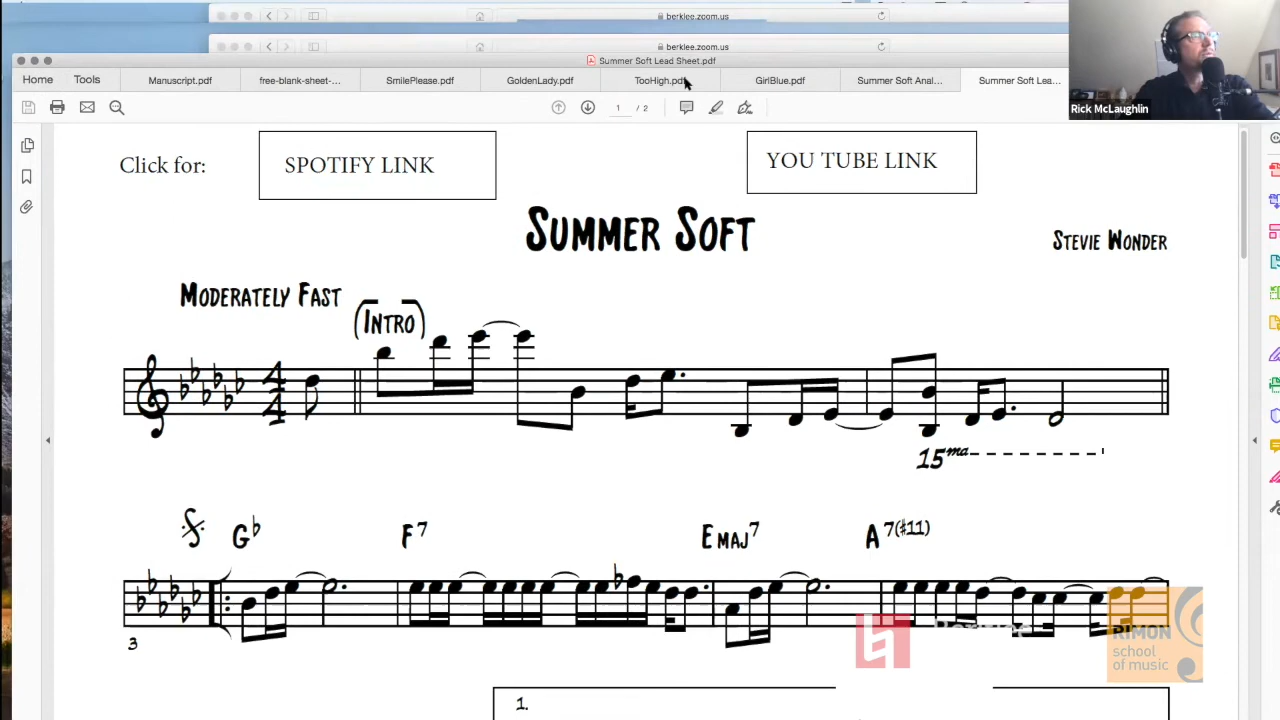 berklee.zoom.us
berklee.zoom.us
Summer Soft Lead Sheet.pdf
Home Tools Manuscript.pdf free-blank-sheet-... SmilePlease.pdf GoldenLady.pdf TooHigh.pdf GirlBlue.pdf Summer Soft Anal... Summer Soft Lea...
1 / 2
Rick McLaughlin
Click for: SPOTIFY LINK YOU TUBE LINK
SUMMER SOFT
STEVIE WONDER
MODERATELY FAST
(INTRO)
4
4
15ma
G♭ F7 EMAJ7 A7(#11)
3
Berklee
RIMON
school
of music
1.